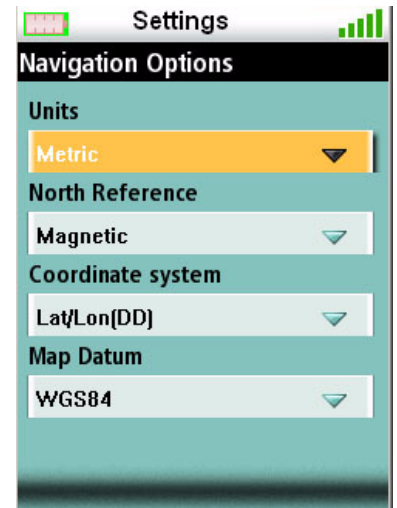 Settings
Navigation Options
Units
Metric
North Reference
Magnetic
Coordinate system
Lat/Lon(DD)
Map Datum
WGS84